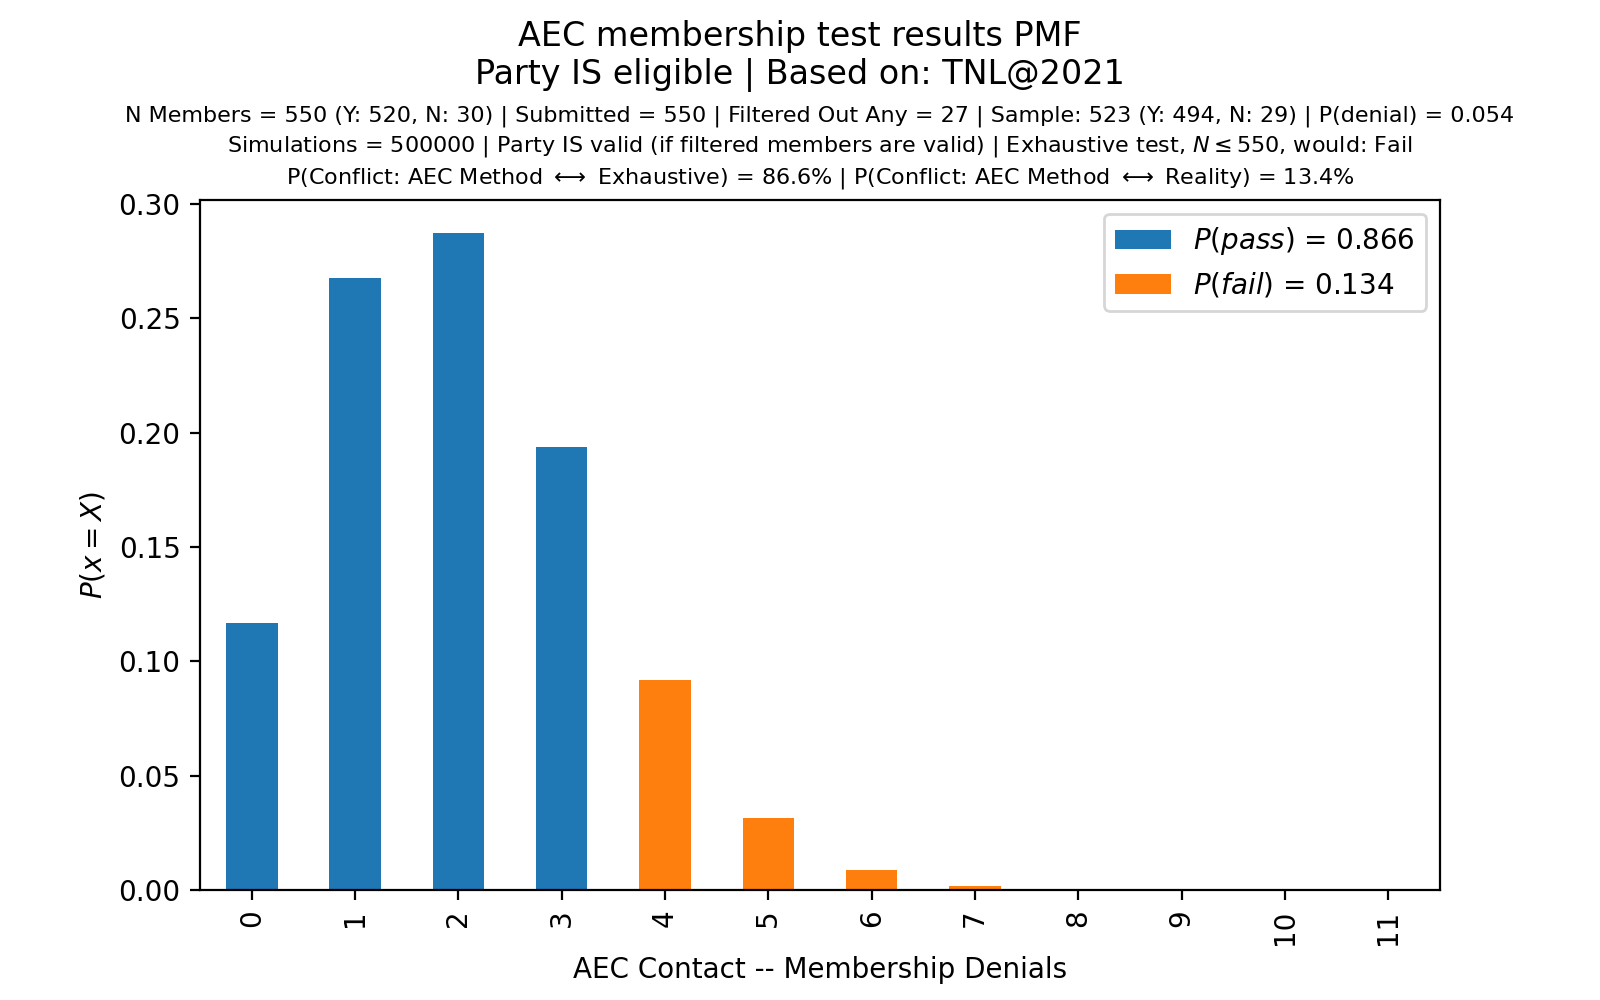 AEC membership test results PMF
Party IS eligible | Based on: TNL@2021
N Members = 550 (Y: 520, N: 30) | Submitted = 550 | Filtered Out Any = 27 | Sample: 523 (Y: 494, N: 29) | P(denial) = 0.054
Simulations = 500000 | Party IS valid (if filtered members are valid) | Exhaustive test, N ≤ 550, would: Fail
P(Conflict: AEC Method ⟷ Exhaustive) = 86.6% | P(Conflict: AEC Method ⟷ Reality) = 13.4%
P(pass) = 0.866
P(fail) = 0.134
0.30
0.25
0.20
0.15
0.10
0.05
0.00
P(x = X)
0 1 2 3 4 5 6 7 8 9 10 11
AEC Contact -- Membership Denials